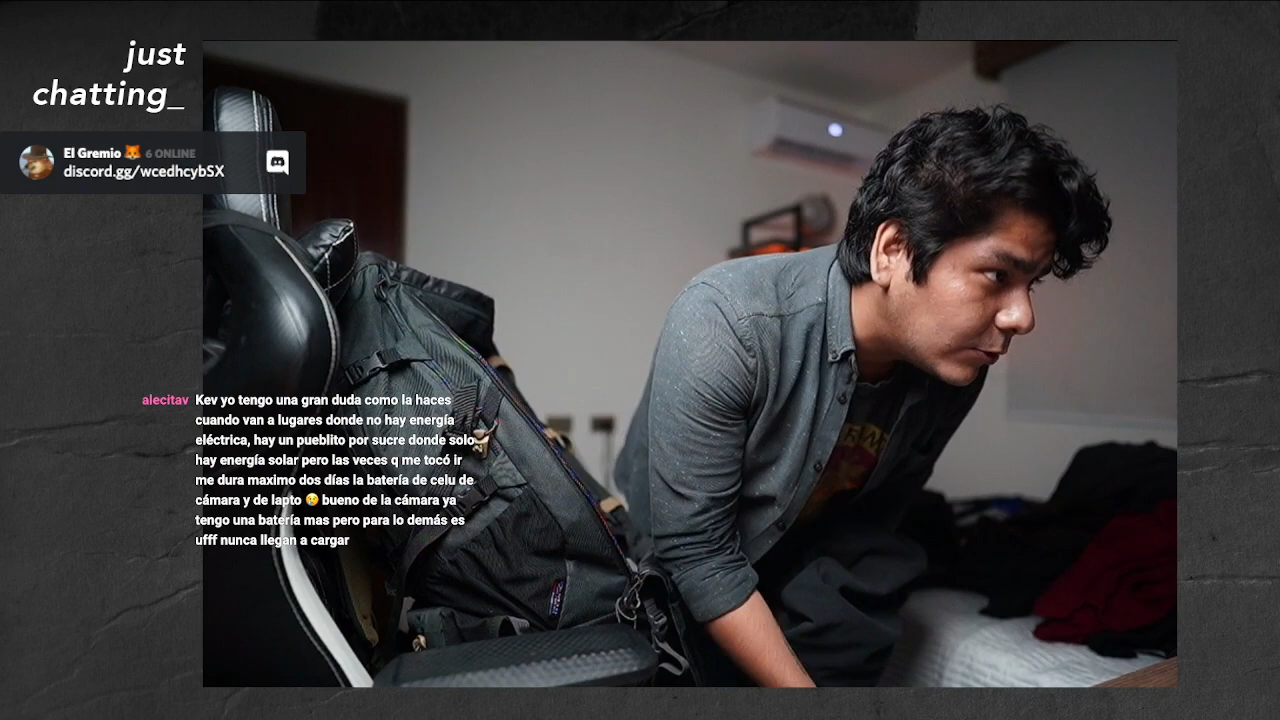 just
chatting_
El Gremio 🦊 6 ONLINE
discord.gg/wcedhcybSX
alecitav Kev yo tengo una gran duda como la haces
cuando van a lugares donde no hay energía
eléctrica, hay un pueblito por sucre donde solo
hay energía solar pero las veces q me tocó ir
me dura maximo dos días la batería de celu de
cámara y de lapto 😢 bueno de la cámara ya
tengo una batería mas pero para lo demás es
ufff nunca llegan a cargar